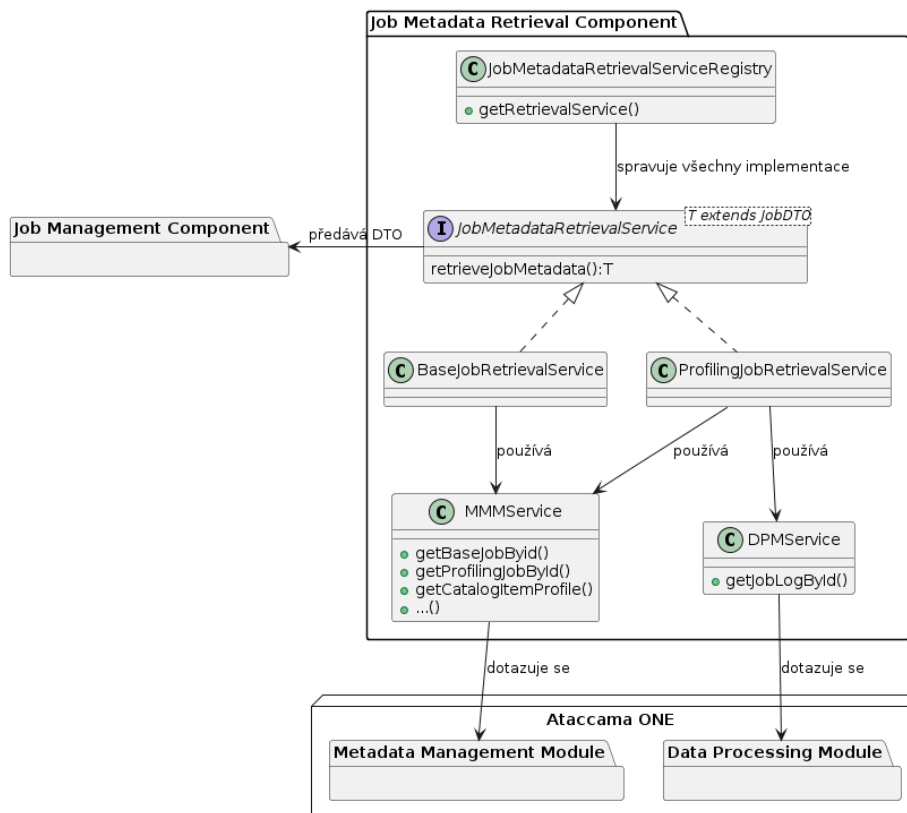 Job Metadata Retrieval Component
C JobMetadataRetrievalServiceRegistry
getRetrievalService()
spravuje všechny implementace
T extends JobDTO
I JobMetadataRetrievalService
retrieveJobMetadata():T
Job Management Component
předává DTO
C BaseJobRetrievalService
C ProfilingJobRetrievalService
používá
používá
používá
C MMMService
getBaseJobByid()
getProfilingJobById()
getCatalogItemProfile()
...()
C DPMService
getJobLogById()
dotazuje se
dotazuje se
Ataccama ONE
Metadata Management Module
Data Processing Module